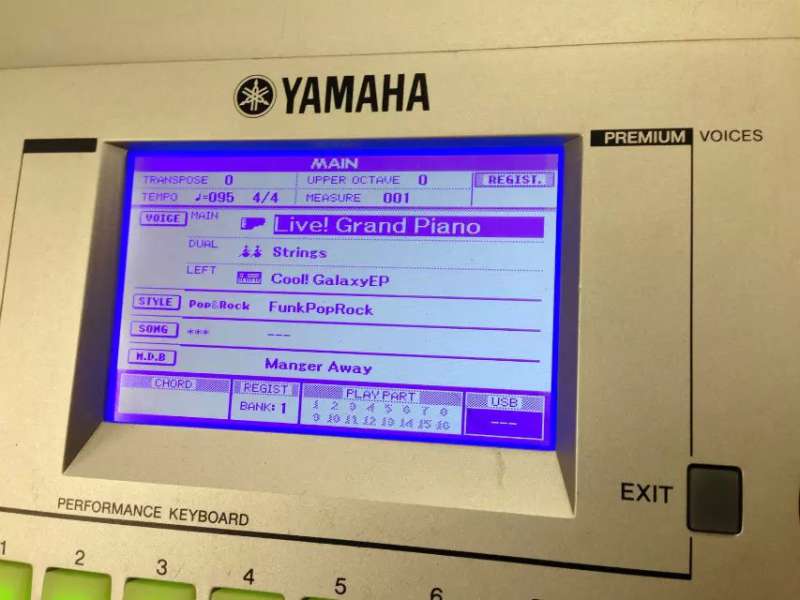 YAMAHA
PREMIUM VOICES
MAIN
TRANSPOSE 0 UPPER OCTAVE 0 REGIST.
TEMPO ♩=095 4/4 MEASURE 001
VOICE MAIN Live! Grand Piano
DUAL Strings
LEFT Cool! GalaxyEP
STYLE Pop&Rock FunkPopRock
SONG *** ---
M.D.B Manger Away
CHORD REGIST PLAY PART USB
BANK: 1 1 2 3 4 5 6 7 8 ---
9 10 11 12 13 14 15 16
EXIT
PERFORMANCE KEYBOARD
1 2 3 4 5 6